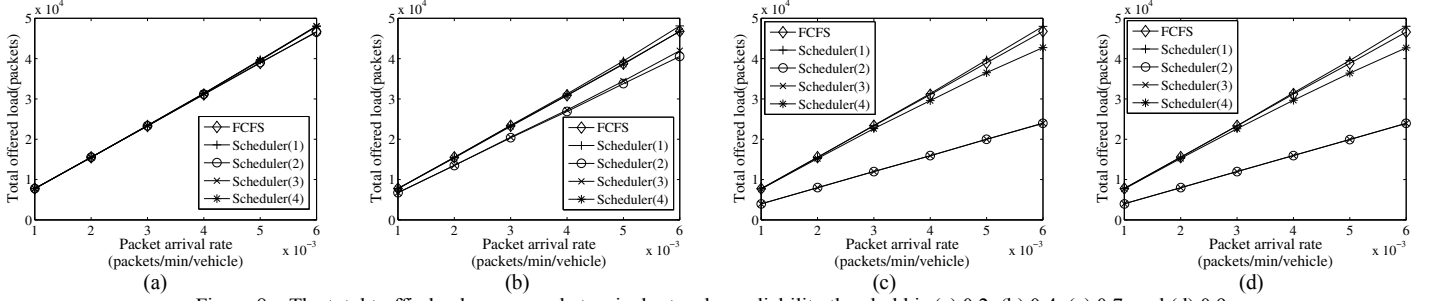 x 10^4
5
4
3
2
1
0
Total offered load(packets)
FCFS
Scheduler(1)
Scheduler(2)
Scheduler(3)
Scheduler(4)
1 2 3 4 5 6
x 10^-3
Packet arrival rate
(packets/min/vehicle)
(a)
x 10^4
5
4
3
2
1
0
Total offered load(packets)
FCFS
Scheduler(1)
Scheduler(2)
Scheduler(3)
Scheduler(4)
1 2 3 4 5 6
x 10^-3
Packet arrival rate
(packets/min/vehicle)
(b)
x 10^4
5
4
3
2
1
0
Total offered load(packets)
FCFS
Scheduler(1)
Scheduler(2)
Scheduler(3)
Scheduler(4)
1 2 3 4 5 6
x 10^-3
Packet arrival rate
(packets/min/vehicle)
(c)
x 10^4
5
4
3
2
1
0
Total offered load(packets)
FCFS
Scheduler(1)
Scheduler(2)
Scheduler(3)
Scheduler(4)
1 2 3 4 5 6
x 10^-3
Packet arrival rate
(packets/min/vehicle)
(d)
Figure The total traffic load versus packet arrival rate when reliability threshold is (a) 0.2, (b) 0.4, (c) 0.7, and (d)